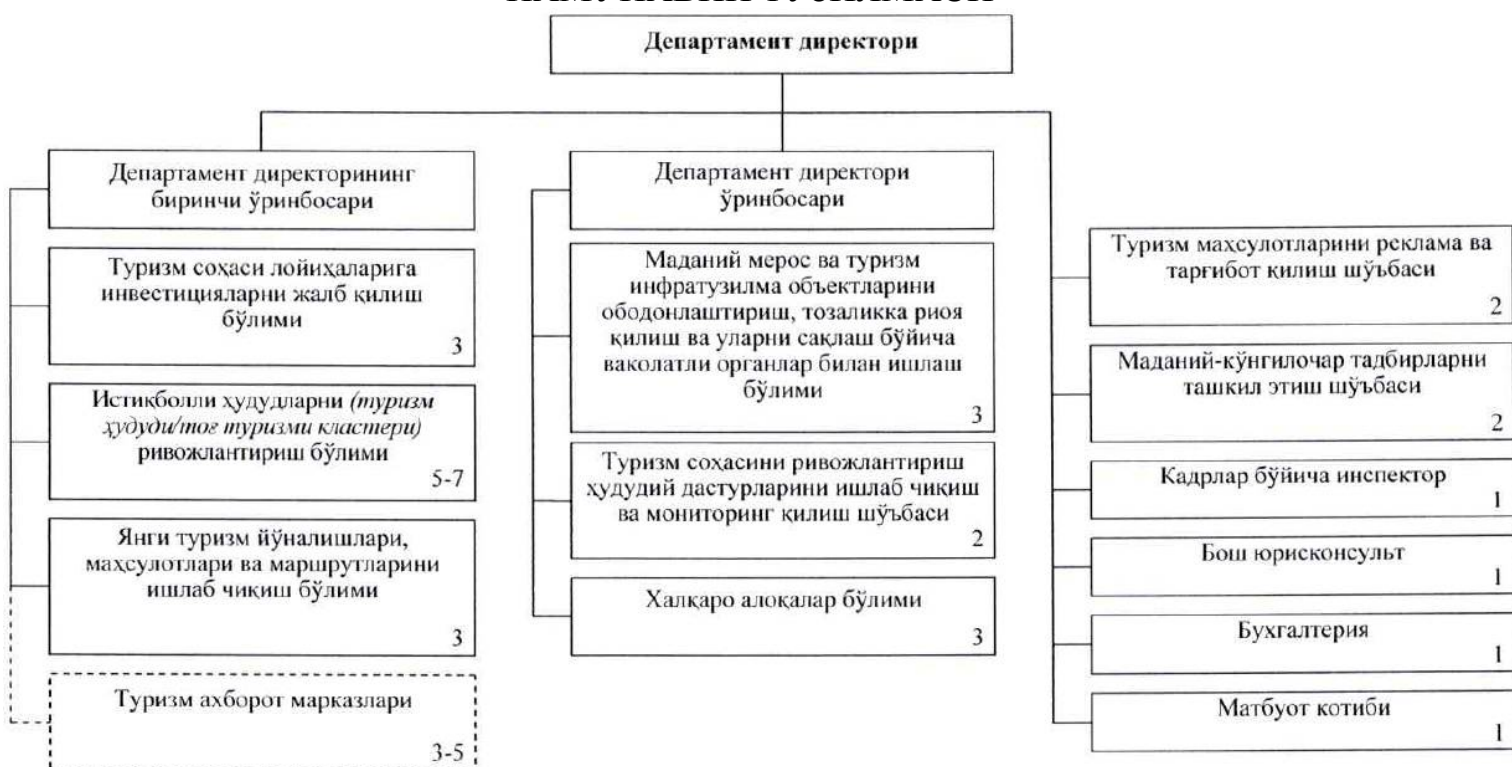 Департамент директори
Департамент директорининг
биринчи ўринбосари
Туризм соҳаси лойиҳаларига
инвестицияларни жалб қилиш
бўлими
3
Истиқболли ҳудудларни (туризм
ҳудуди/тоғ туризми кластери)
ривожлантириш бўлими
5-7
Янги туризм йўналишлари,
маҳсулотлари ва маршрутларини
ишлаб чиқиш бўлими
3
Туризм ахборот марказлари
3-5
Департамент директори
ўринбосари
Маданий мерос ва туризм
инфратузилма объектларини
ободонлаштириш, тозаликка риоя
қилиш ва уларни сақлаш бўйича
ваколатли органлар билан ишлаш
бўлими
3
Туризм соҳасини ривожлантириш
ҳудудий дастурларини ишлаб чиқиш
ва мониторинг қилиш шўъбаси
2
Халқаро алоқалар бўлими
3
Туризм маҳсулотларини реклама ва
тарғибот қилиш шўъбаси
2
Маданий-кўнгилочар тадбирларни
ташкил этиш шўъбаси
2
Кадрлар бўйича инспектор
1
Бош юрисконсульт
1
Бухгалтерия
1
Матбуот котиби
1